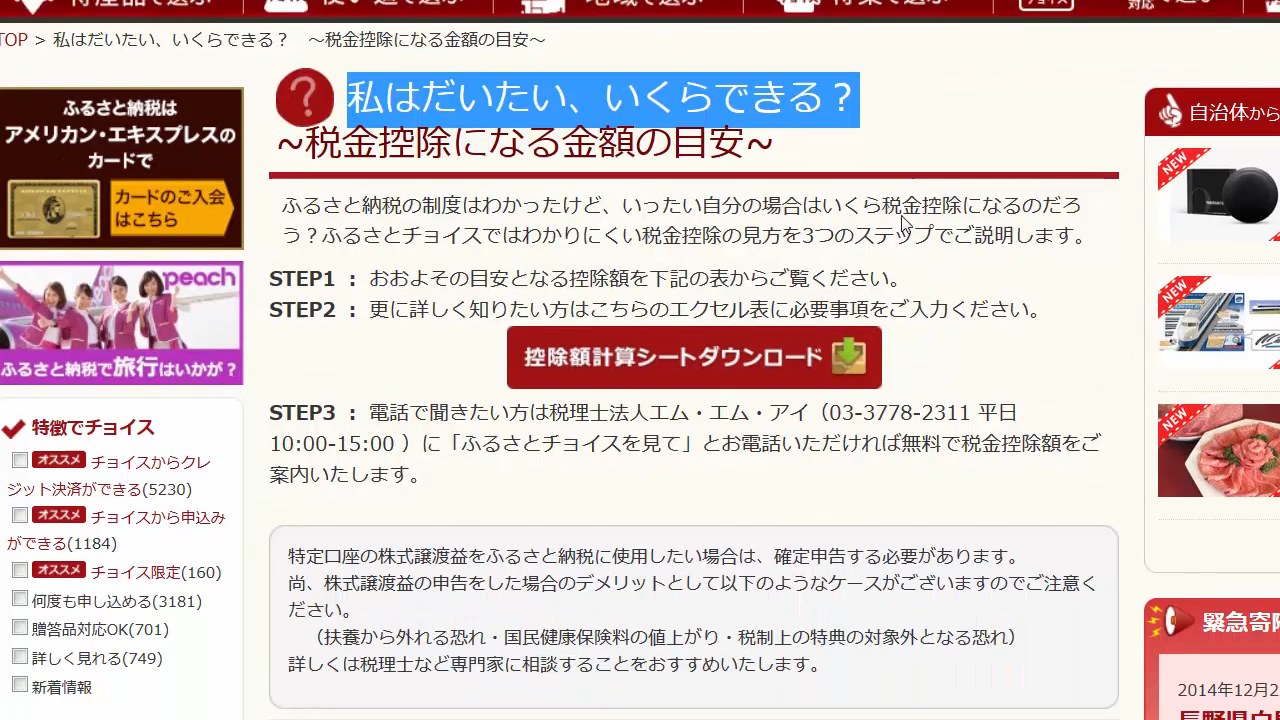 TOP > 私はだいたい、いくらできる？　～税金控除になる金額の目安～
ふるさと納税は
アメリカン・エキスプレスの
カードで
カードのご入会
はこちら
peach
ふるさと納税で旅行はいかが？
特徴でチョイス
オススメ チョイスからクレ
ジット決済ができる(5230)
オススメ チョイスから申込み
ができる(1184)
オススメ チョイス限定(160)
何度も申し込める(3181)
贈答品対応OK(701)
詳しく見れる(749)
新着情報
？ 私はだいたい、いくらできる？
～税金控除になる金額の目安～
ふるさと納税の制度はわかったけど、いったい自分の場合はいくら税金控除になるのだろ
う？ふるさとチョイスではわかりにくい税金控除の見方を3つのステップでご説明します。
STEP1 ： おおよその目安となる控除額を下記の表からご覧ください。
STEP2 ： 更に詳しく知りたい方はこちらのエクセル表に必要事項をご入力ください。
控除額計算シートダウンロード
STEP3 ： 電話で聞きたい方は税理士法人エム・エム・アイ（03-3778-2311 平日
10:00-15:00 ）に「ふるさとチョイスを見て」とお電話いただければ無料で税金控除額をご
案内いたします。
特定口座の株式譲渡益をふるさと納税に使用したい場合は、確定申告する必要があります。
尚、株式譲渡益の申告をした場合のデメリットとして以下のようなケースがございますのでご注意く
ださい。
（扶養から外れる恐れ・国民健康保険料の値上がり・税制上の特典の対象外となる恐れ）
詳しくは税理士など専門家に相談することをおすすめいたします。
自治体から
NEW
NEW
NEW
緊急寄附
2014年12月2